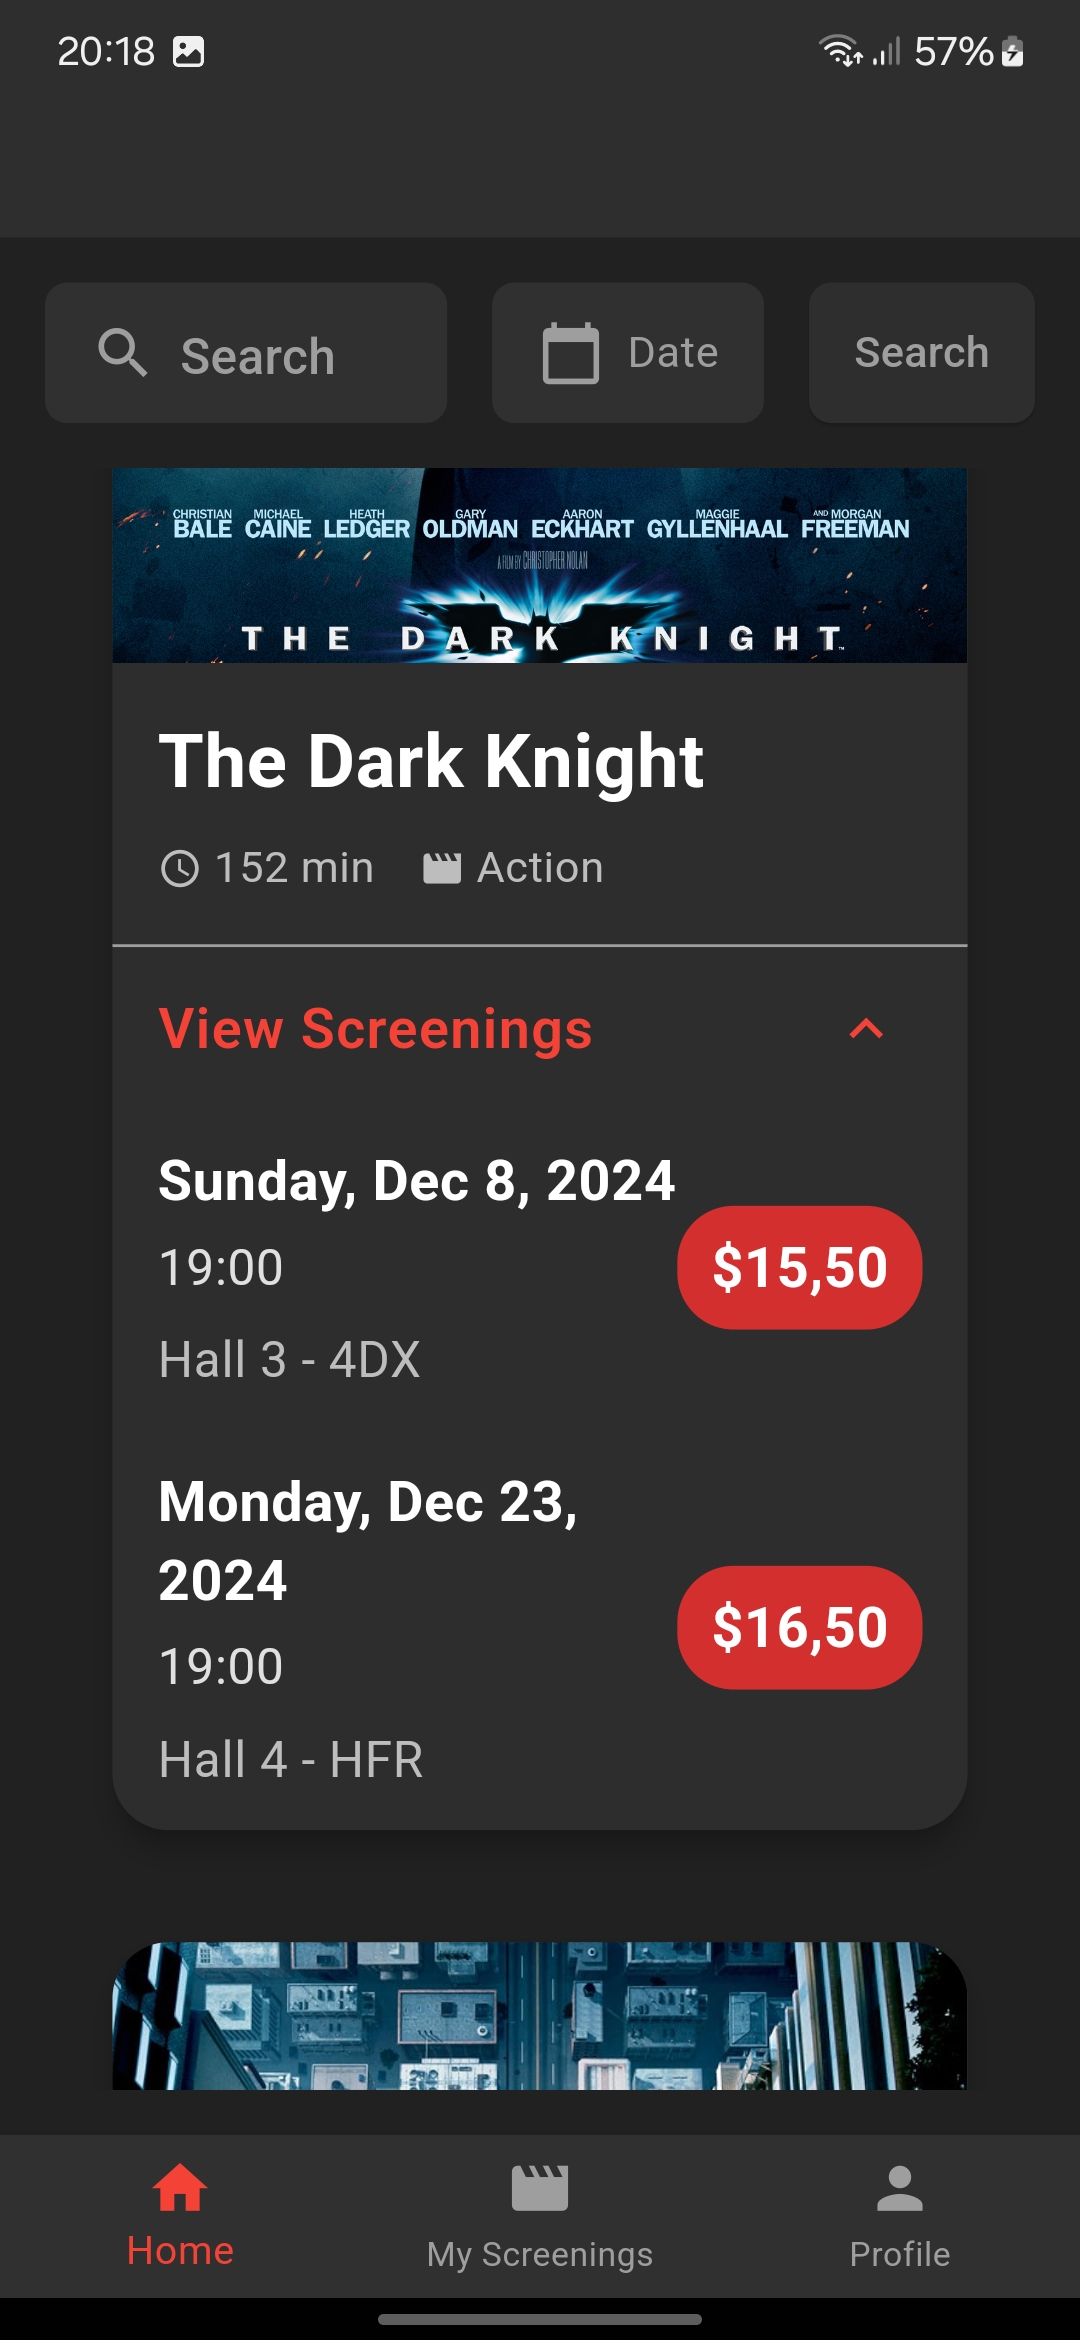 20:18
57%
Search
Date
Search
CHRISTIAN BALE MICHAEL CAINE HEATH LEDGER GARY OLDMAN AARON ECKHART MAGGIE GYLLENHAAL AND MORGAN FREEMAN
A FILM BY CHRISTOPHER NOLAN
THE DARK KNIGHT™
The Dark Knight
152 min Action
View Screenings
Sunday, Dec 8, 2024
19:00
$15,50
Hall 3 - 4DX
Monday, Dec 23,
2024
$16,50
19:00
Hall 4 - HFR
Home
My Screenings
Profile